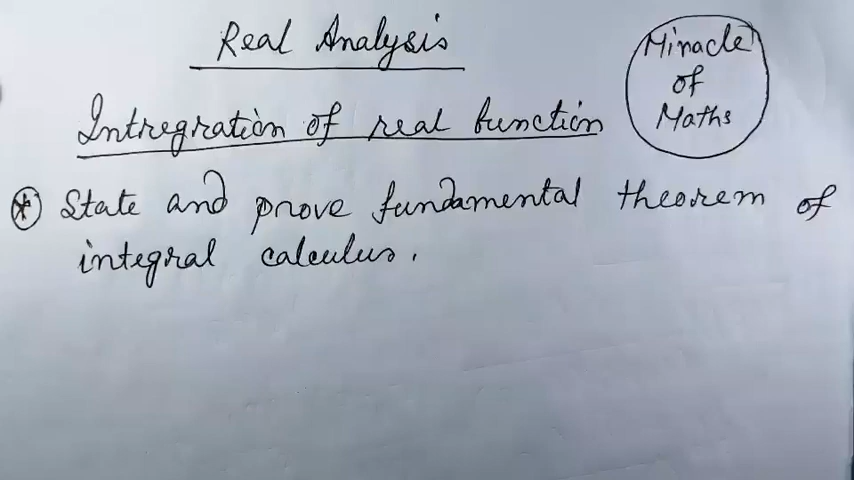 Real Analysis
Miracle
of
Maths
Intregration of real function
* State and prove fundamental theorem of
integral calculus.